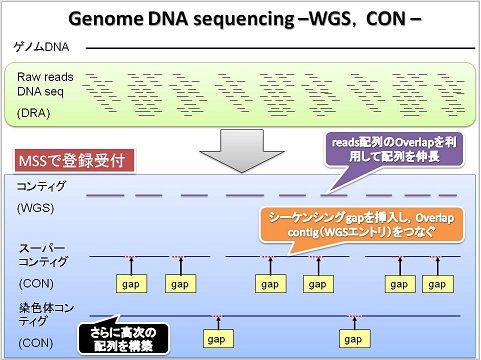 Genome DNA sequencing –WGS, CON –
ゲノムDNA
Raw reads
DNA seq
(DRA)
reads配列のOverlapを利
用して配列を伸長
MSSで登録受付
コンティグ
(WGS)
シーケンシングgapを挿入し、Overlap
contig（WGSエントリ）をつなぐ
スーパー
コンティグ
(CON)
gap
gap
gap
gap
gap
gap
染色体コン
ティグ
(CON)
さらに高次の
配列を構築
gap
gap